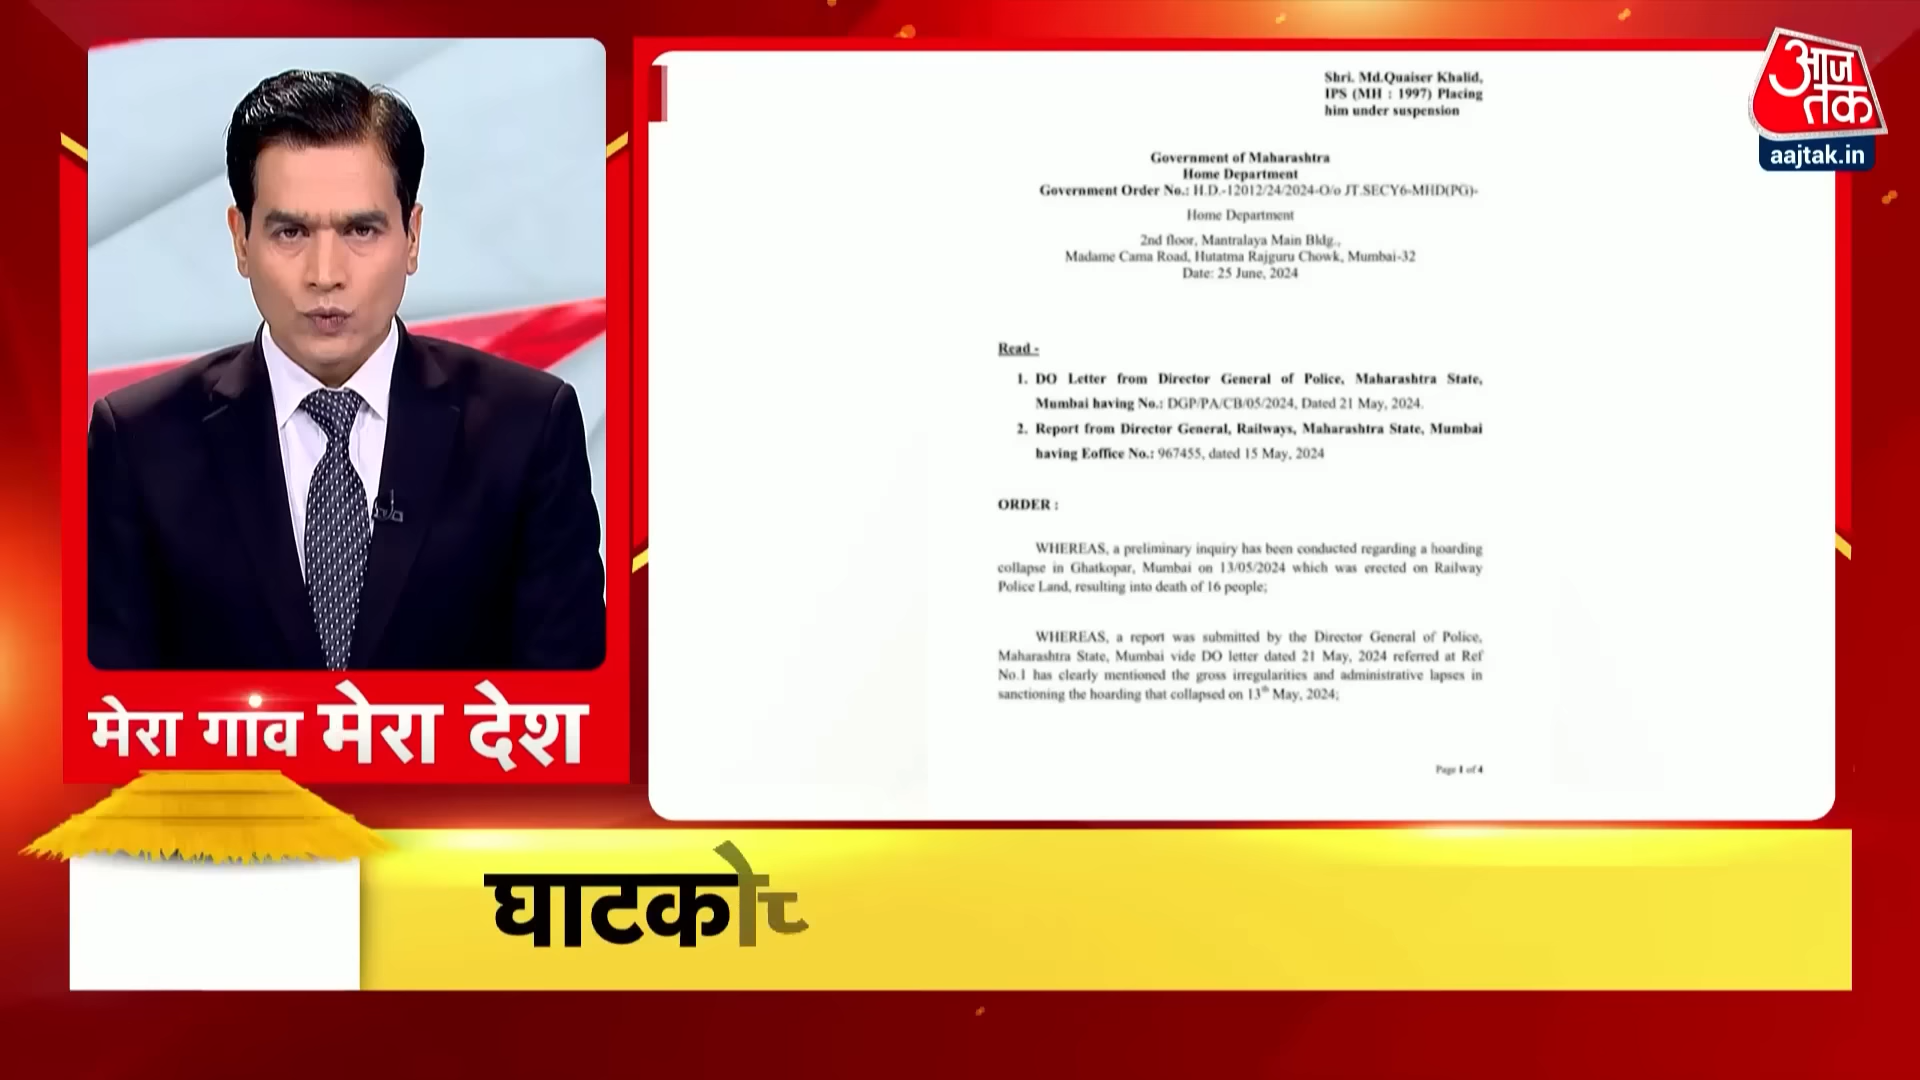 आज
तक
aajtak.in
Shri. Md.Quaiser Khalid,
IPS (MH : 1997) Placing
him under suspension
Government of Maharashtra
Home Department
Government Order No.: H.D.-12012/24/2024-O/o JT.SECY6-MHD(PG)-
Home Department
2nd floor, Mantralaya Main Bldg.,
Madame Cama Road, Hutatma Rajguru Chowk, Mumbai-32
Date: 25 June, 2024
Read -
1. DO Letter from Director General of Police, Maharashtra State,
Mumbai having No.: DGP/PA/CB/05/2024, Dated 21 May, 2024.
2. Report from Director General, Railways, Maharashtra State, Mumbai
having Eoffice No.: 967455, dated 15 May, 2024
ORDER :
WHEREAS, a preliminary inquiry has been conducted regarding a hoarding
collapse in Ghatkopar, Mumbai on 13/05/2024 which was erected on Railway
Police Land, resulting into death of 16 people;
WHEREAS, a report was submitted by the Director General of Police,
Maharashtra State, Mumbai vide DO letter dated 21 May, 2024 referred at Ref
No.1 has clearly mentioned the gross irregularities and administrative lapses in
sanctioning the hoarding that collapsed on 13th May, 2024;
Page 1 of 4
मेरा गांव मेरा देश